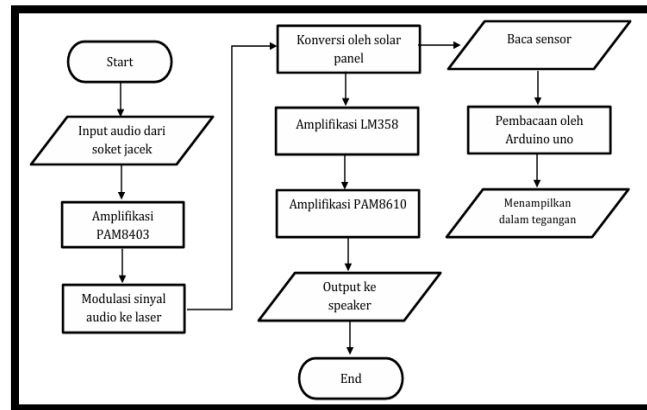 Start
Input audio dari
soket jacek
Amplifikasi
PAM8403
Modulasi sinyal
audio ke laser
Konversi oleh solar
panel
Amplifikasi LM358
Amplifikasi PAM8610
Output ke
speaker
End
Baca sensor
Pembacaan oleh
Arduino uno
Menampilkan
dalam tegangan